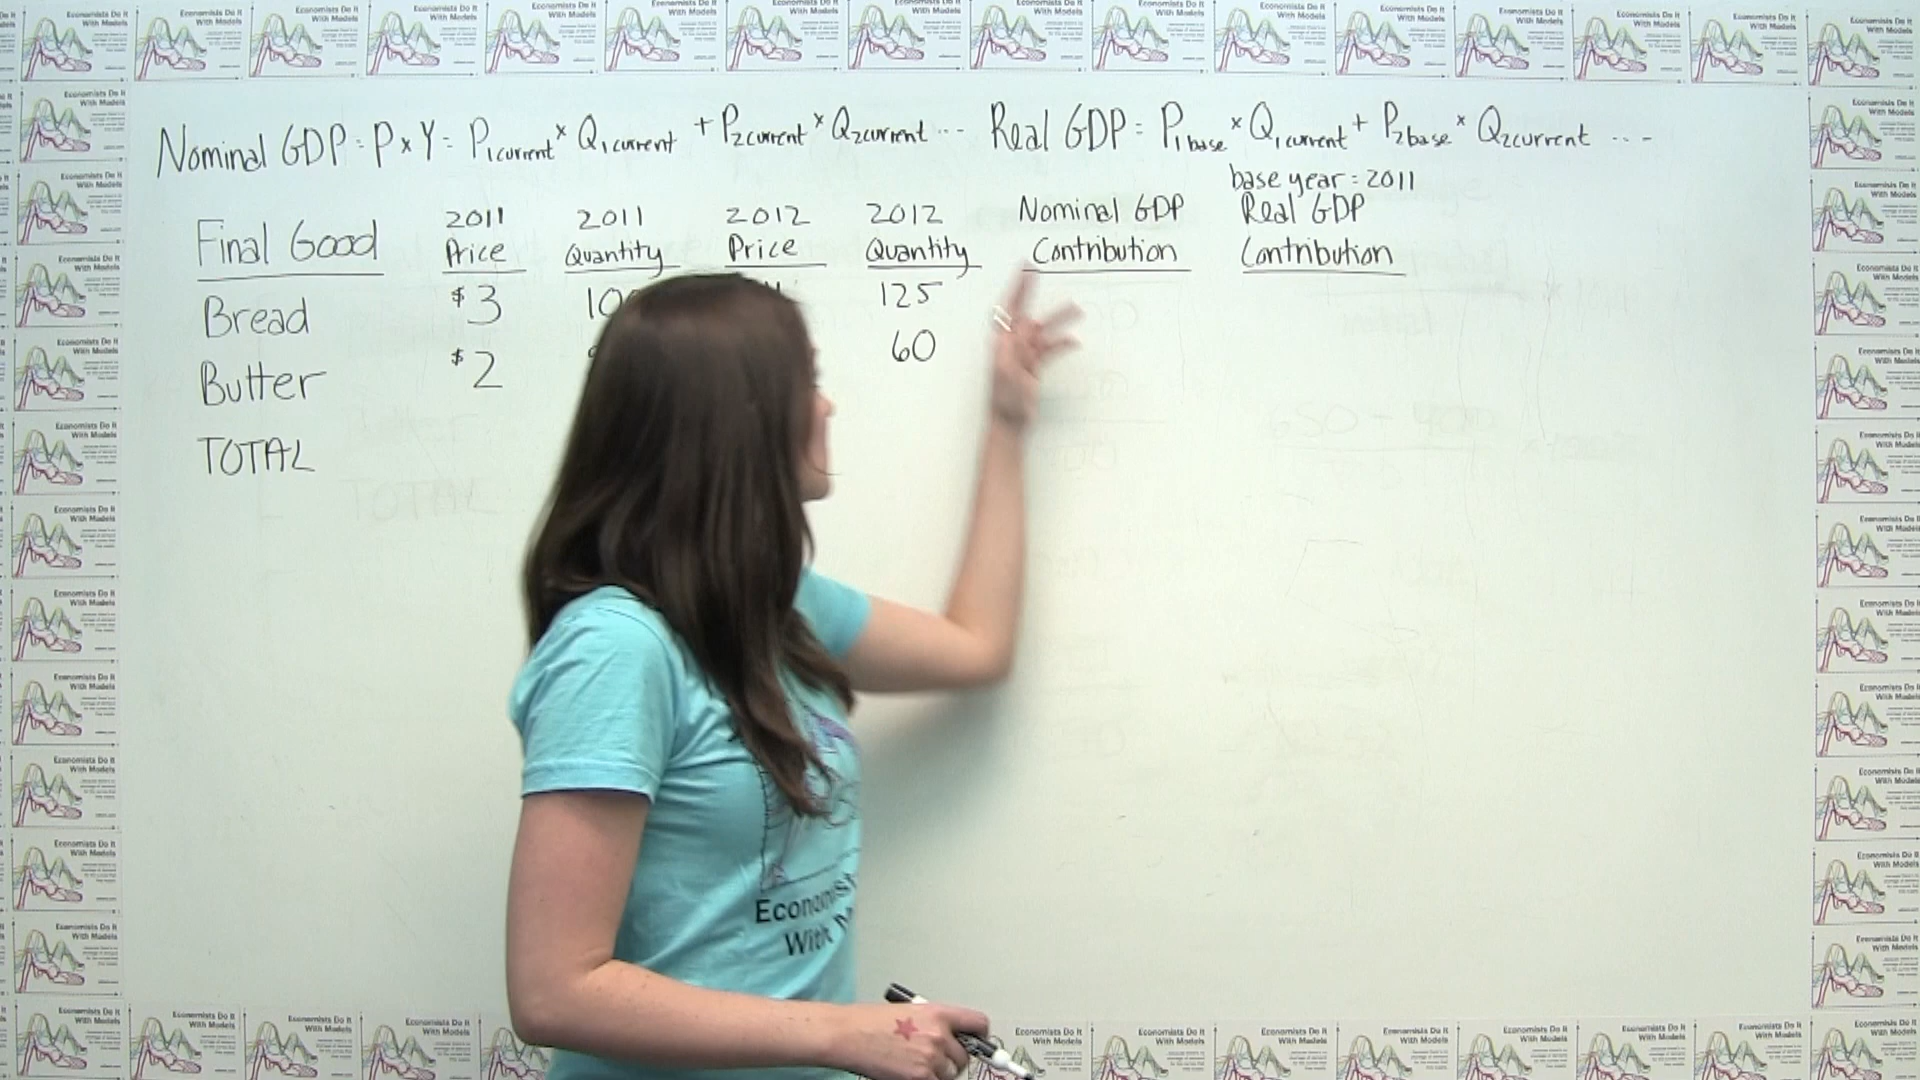 Nominal GDP = P × Y = P1current × Q1current + P2current × Q2current ... Real GDP = P1base × Q1current + P2base × Q2current ...
base year = 2011
Final Good 2011 Price 2011 Quantity 2012 Price 2012 Quantity Nominal GDP Contribution Real GDP Contribution
Bread $3 100 125
Butter $2 60
TOTAL
Economists Do It
With Models